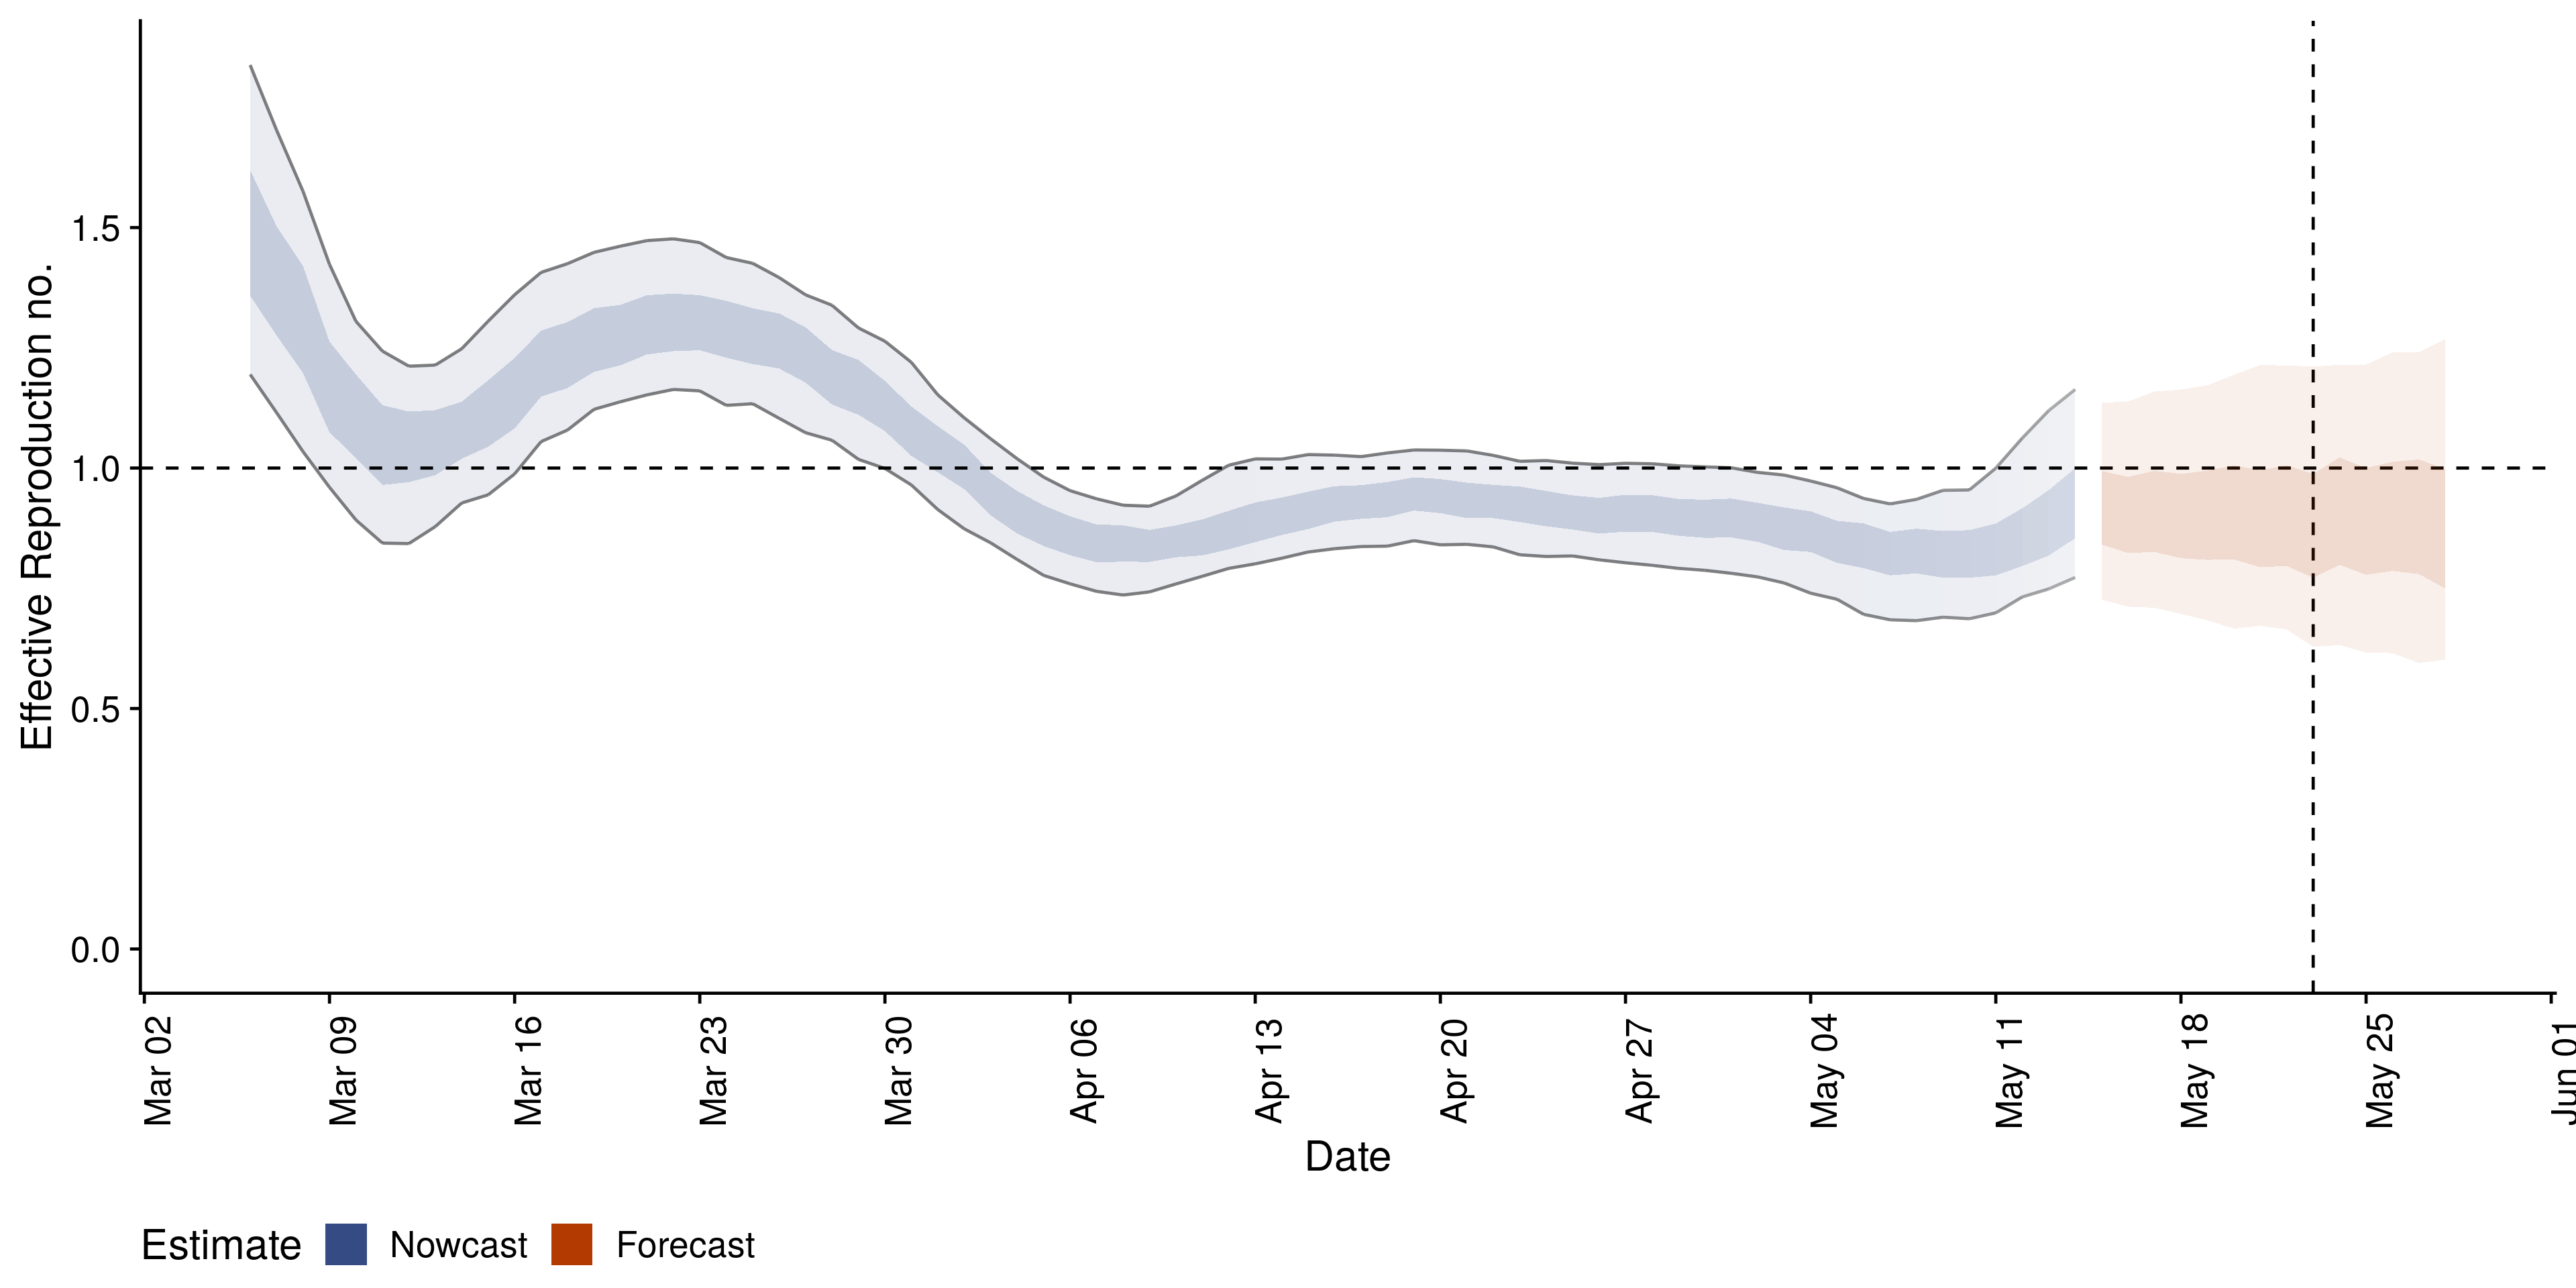 Effective Reproduction no.
1.5
1.0
0.5
0.0
Mar 02
Mar 09
Mar 16
Mar 23
Mar 30
Apr 06
Apr 13
Apr 20
Apr 27
May 04
May 11
May 18
May 25
Jun 01
Date
Estimate Nowcast Forecast